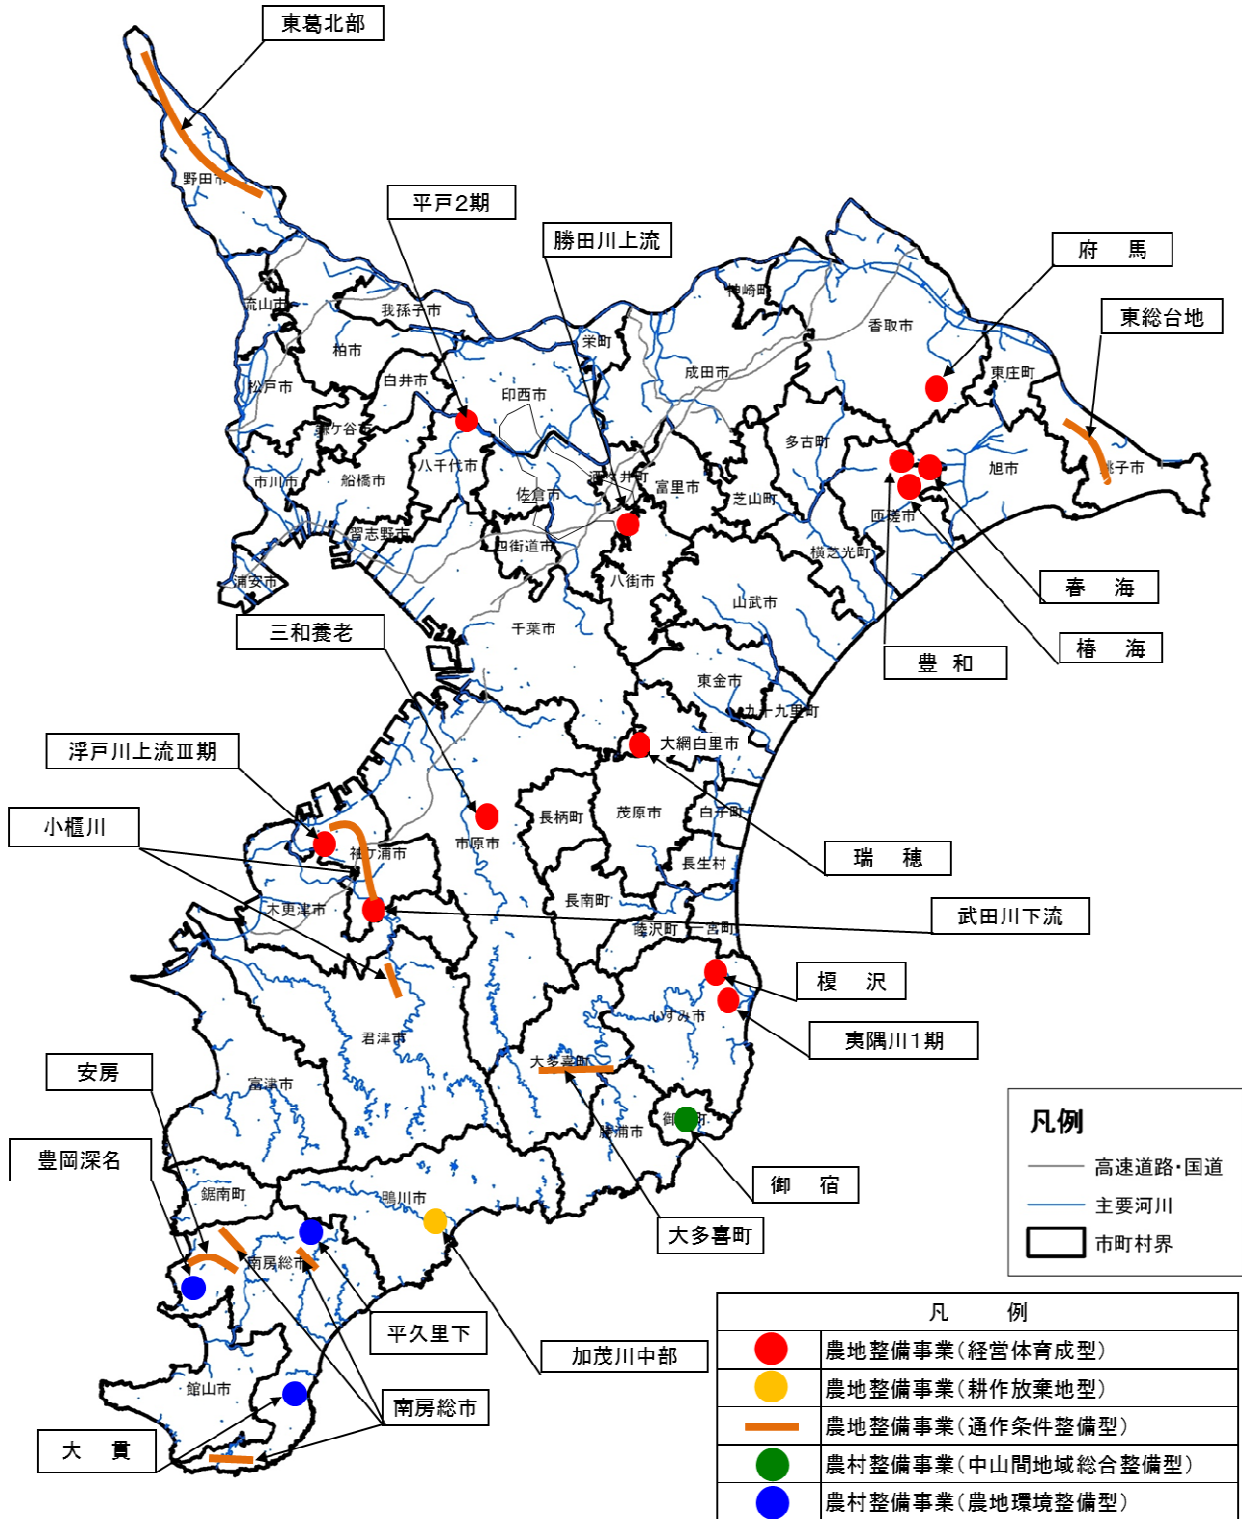 東葛北部
野田市
平戸2期
勝田川上流
府　馬
東総台地
流山市
我孫子市
柏市
松戸市
白井市
鎌ケ谷市
印西市
栄町
神崎町
成田市
香取市
東庄町
多古町
旭市
銚子市
市川市
船橋市
八千代市
佐倉市
酒々井町
富里市
芝山町
匝瑳市
習志野市
四街道市
浦安市
八街市
横芝光町
山武市
春　海
椿　海
豊 和
三和養老
千葉市
東金市
九十九里町
大網白里市
浮戸川上流Ⅲ期
小櫃川
袖ケ浦市
市原市
長柄町
茂原市
白子町
長生村
瑞　穂
木更津市
長南町
睦沢町
一宮町
武田川下流
榎　沢
いすみ市
夷隅川1期
君津市
大多喜町
富津市
安房
豊岡深名
勝浦市
御宿町
御　宿
大多喜町
鋸南町
鴨川市
南房総市
平久里下
加茂川中部
館山市
南房総市
大　貫
凡例
高速道路・国道
主要河川
市町村界
凡　例
農地整備事業(経営体育成型)
農地整備事業(耕作放棄地型)
農地整備事業(通作条件整備型)
農村整備事業(中山間地域総合整備型)
農村整備事業(農地環境整備型)